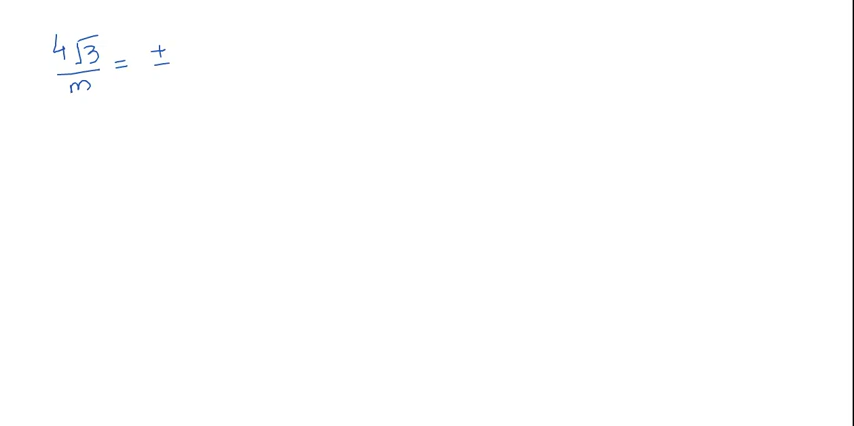 4√3/m = ±